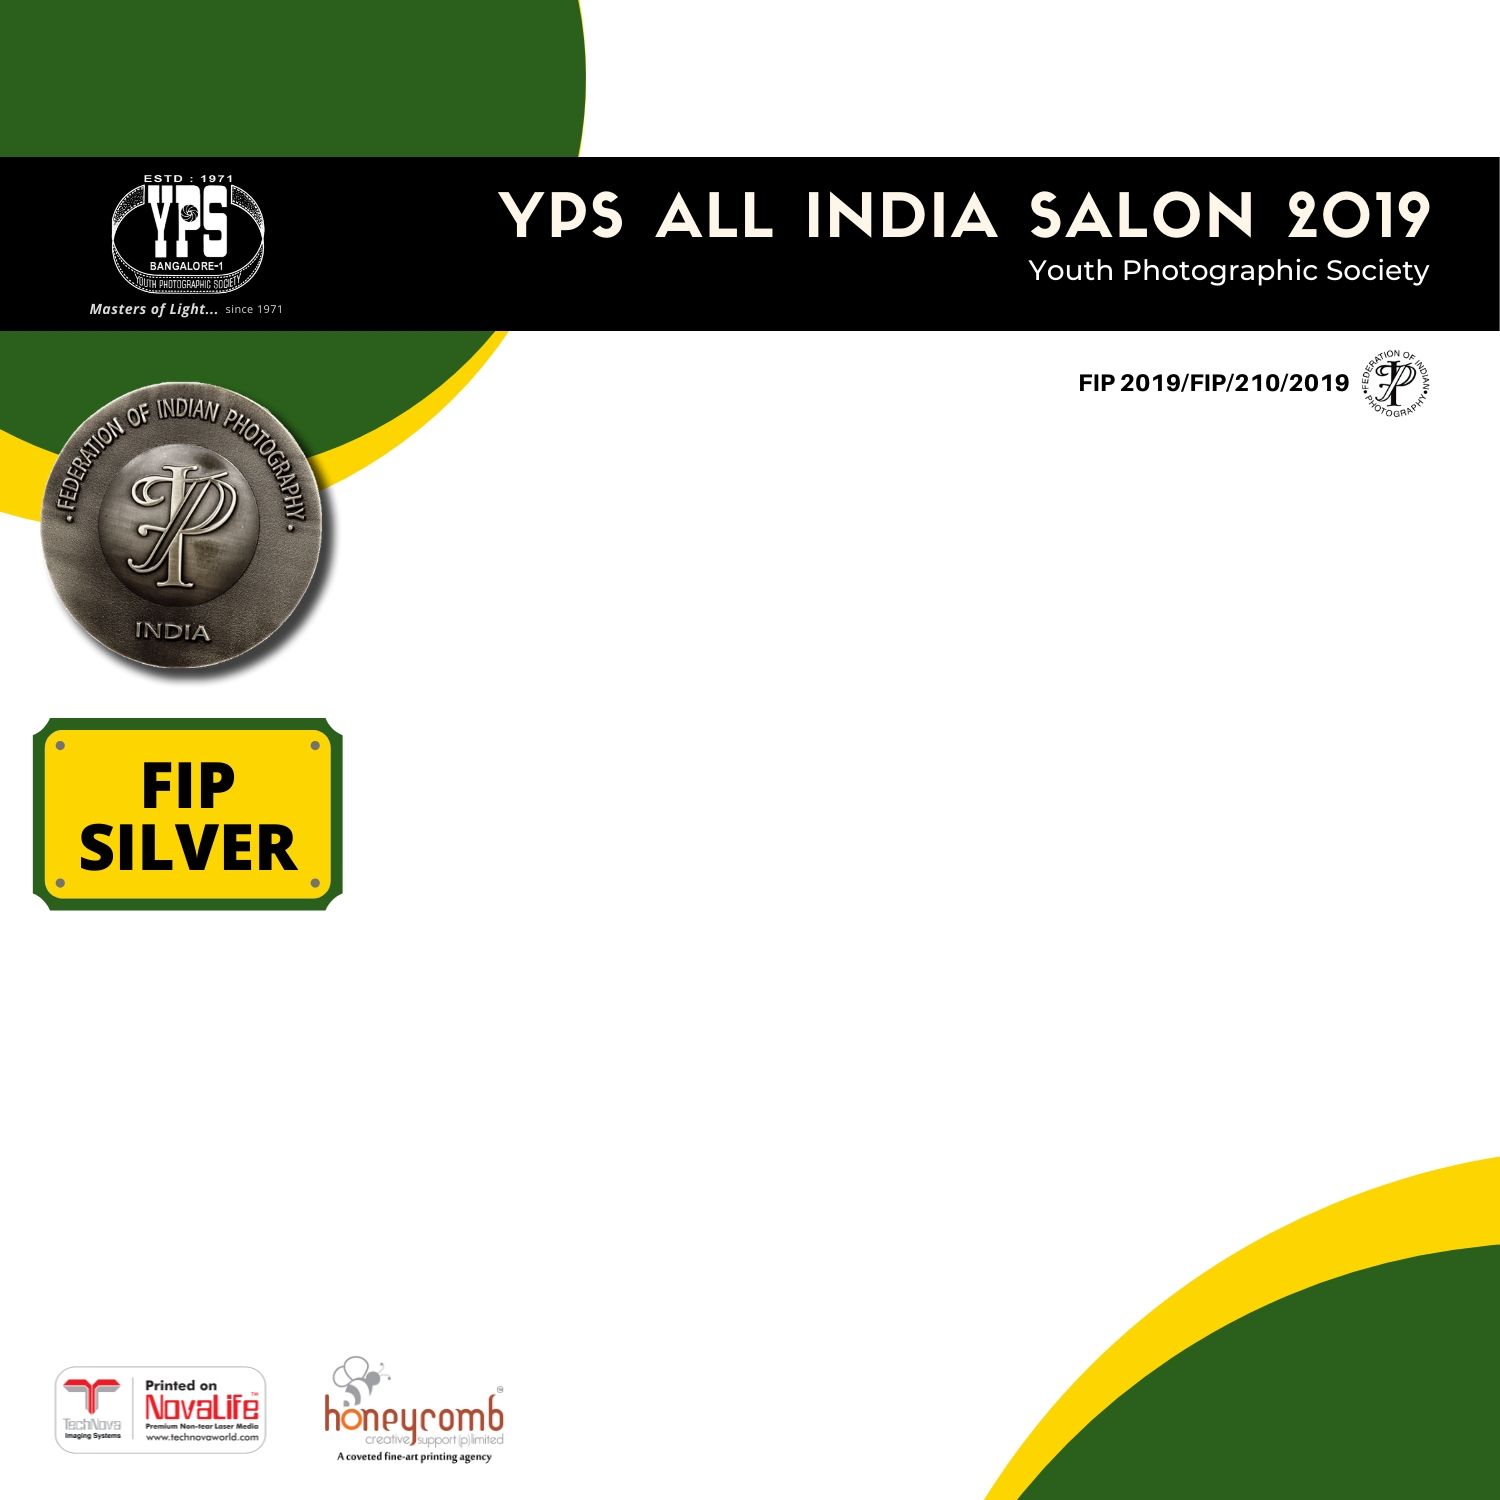 ESTD : 1971
YPS
BANGALORE-1
YOUTH PHOTOGRAPHIC SOCIETY
Masters of Light... since 1971
YPS ALL INDIA SALON 2019
Youth Photographic Society
FIP 2019/FIP/210/2019
FEDERATION OF INDIAN
PHOTOGRAPHY
FIP
• FEDERATION OF INDIAN PHOTOGRAPHY •
FIP
INDIA
FIP
SILVER
TechNova
Imaging Systems
Printed on
NovaLife™
Premium Non-tear Laser Media
www.technovaworld.com
honeycomb
creative support (p) limited
A coveted fine-art printing agency